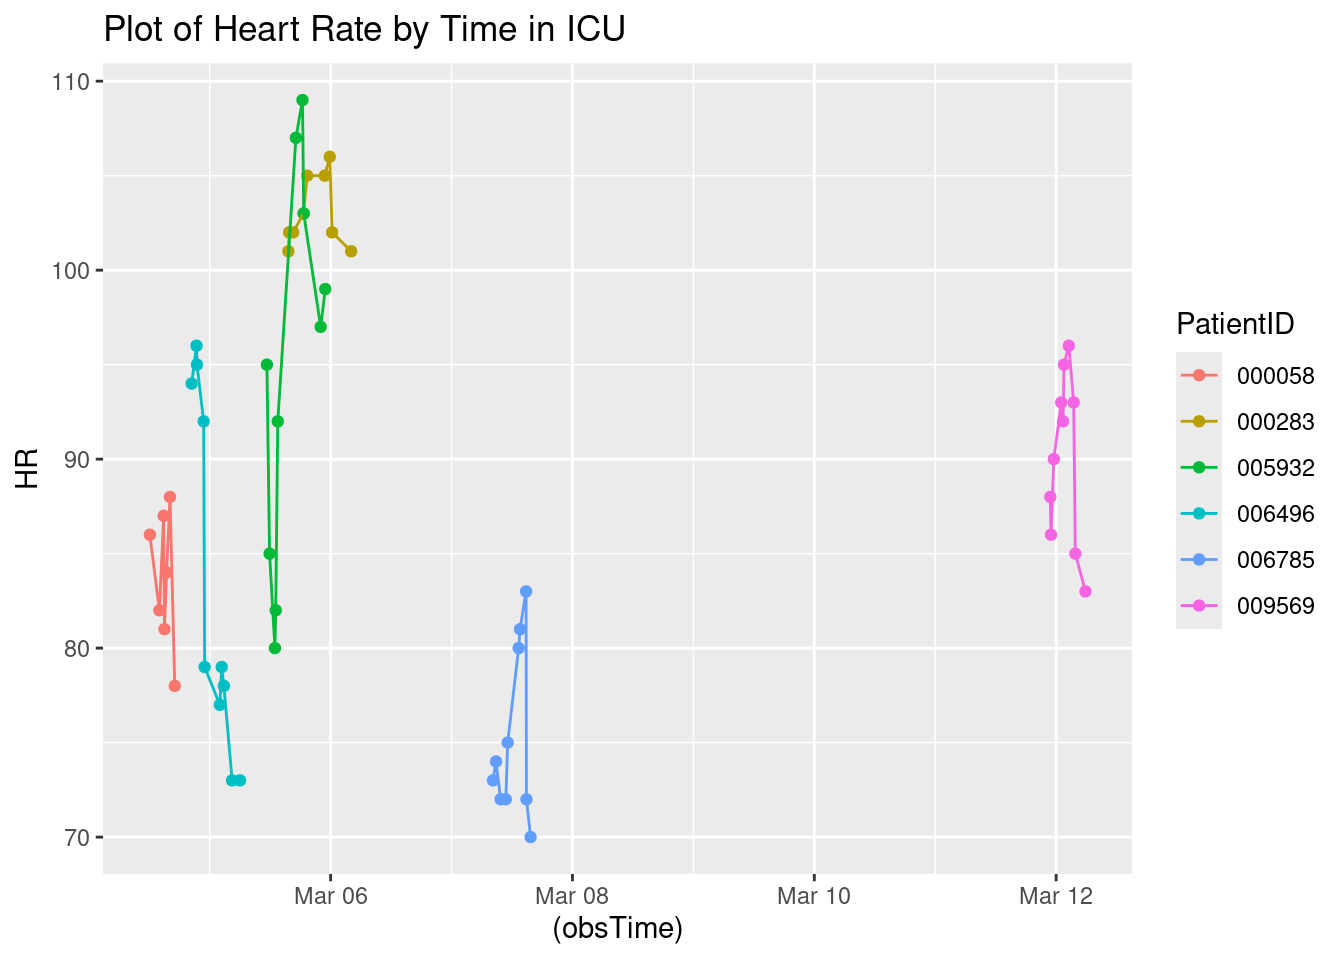 Plot of Heart Rate by Time in ICU
110
100
90
80
70
HR
Mar 06
Mar 08
Mar 10
Mar 12
(obsTime)
PatientID
000058
000283
005932
006496
006785
009569